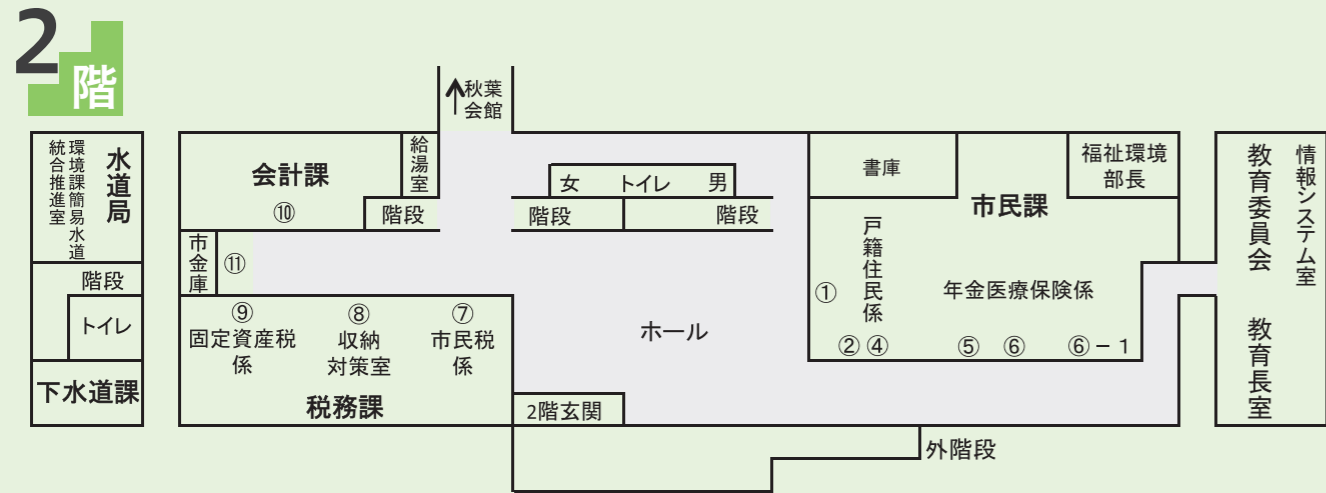 2階
水道局
環境課簡易水道
統合推進室
階段
トイレ
下水道課
会計課
⑩
給湯室
階段
市金庫
⑪
⑨
固定資産税
係
⑧
収納
対策室
⑦
市民税
係
税務課
↑秋葉
会館
女 トイレ 男
階段
階段
ホール
2階玄関
外階段
書庫
福祉環境
部長
市民課
戸籍住民係
年金医療保険係
①
②④
⑤ ⑥ ⑥－1
情報システム室
教育委員会 教育長室